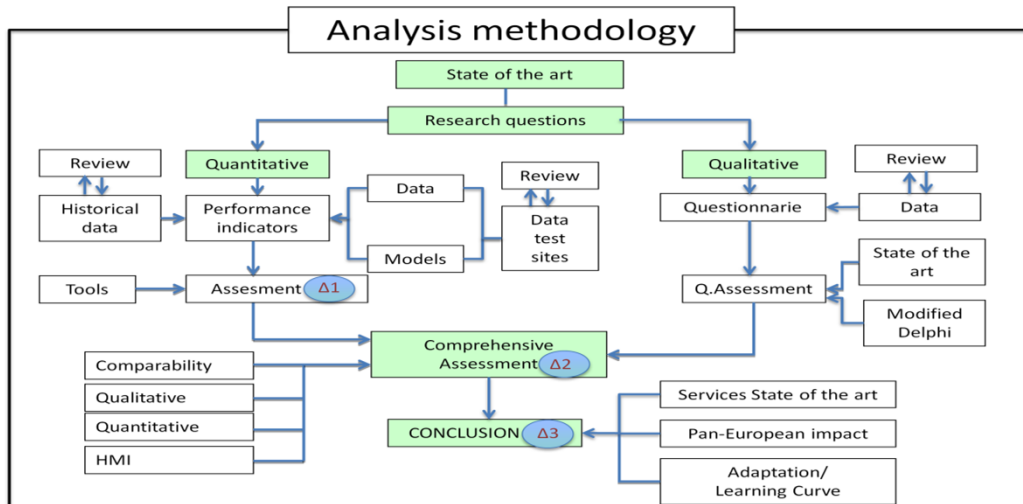 Analysis methodology
State of the art
Research questions
Review
Quantitative
Historical
data
Performance
indicators
Data
Models
Review
Data
test
sites
Qualitative
Review
Questionnarie
Data
Tools
Assesment Δ1
Q.Assessment
State of the
art
Modified
Delphi
Comprehensive
Assessment Δ2
Comparability
Qualitative
Quantitative
HMI
CONCLUSION Δ3
Services State of the art
Pan-European impact
Adaptation/
Learning Curve